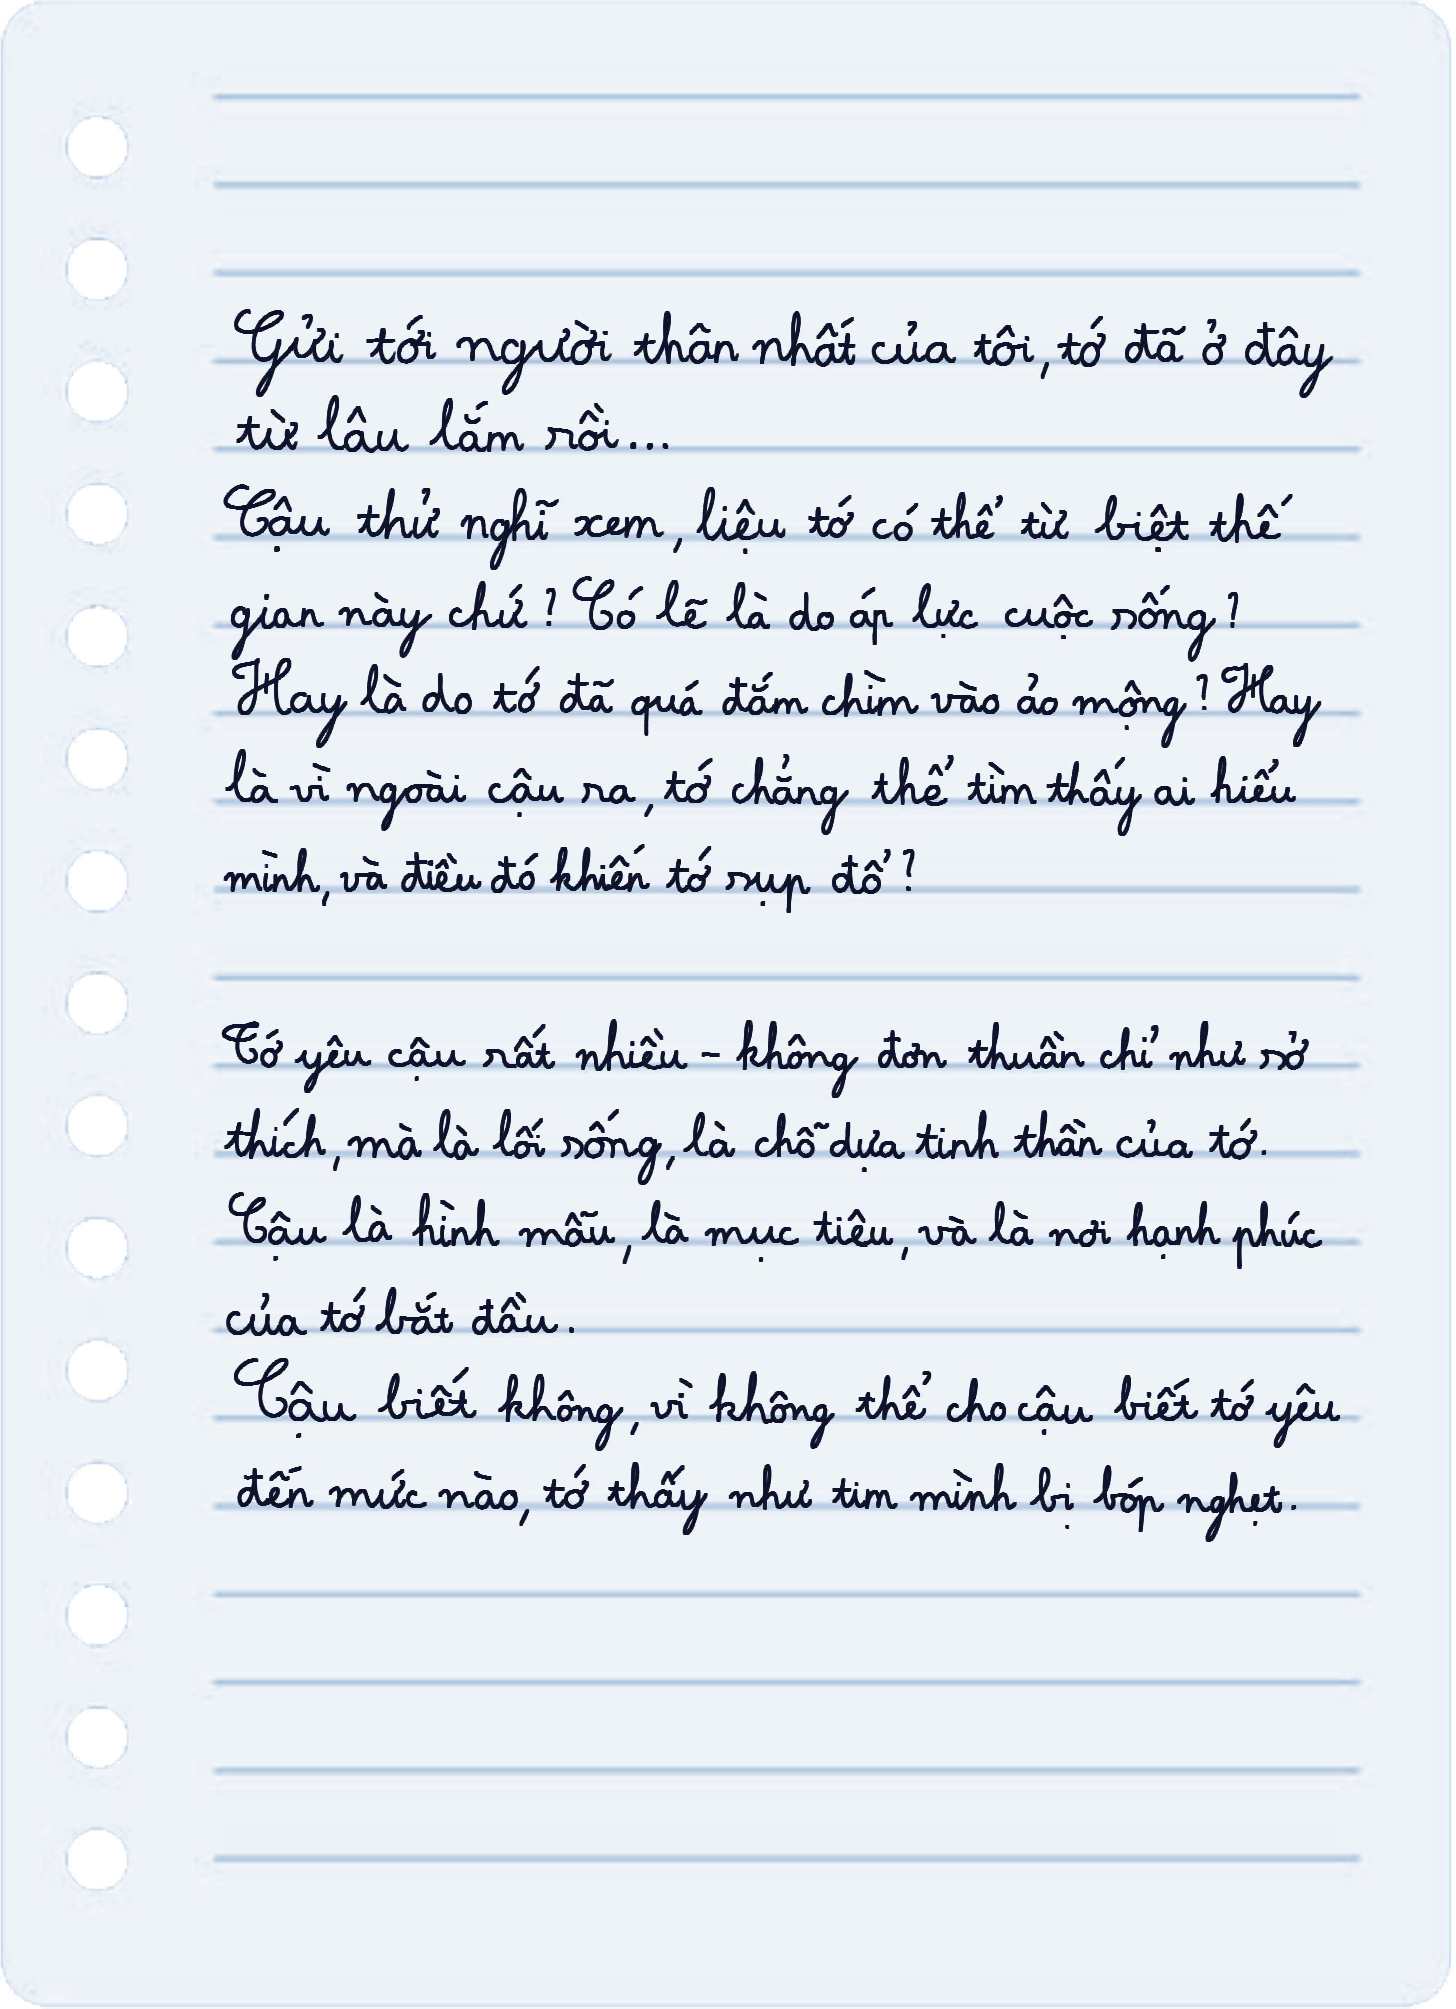 Gửi tới người thân nhất của tôi, tớ đã ở đây
từ lâu lắm rồi...
Cậu thử nghĩ xem, liệu tớ có thể từ biệt thế
gian này chứ? Có lẽ là do áp lực cuộc sống?
Hay là do tớ đã quá đắm chìm vào ảo mộng? Hay
là vì ngoài cậu ra, tớ chẳng thể tìm thấy ai hiểu
mình, và điều đó khiến tớ sụp đổ?
Tớ yêu cậu rất nhiều - không đơn thuần chỉ như sở
thích, mà là lối sống, là chỗ dựa tinh thần của tớ.
Cậu là hình mẫu, là mục tiêu, và là nơi hạnh phúc
của tớ bắt đầu.
Cậu biết không, vì không thể cho cậu biết tớ yêu
đến mức nào, tớ thấy như tim mình bị bóp nghẹt.